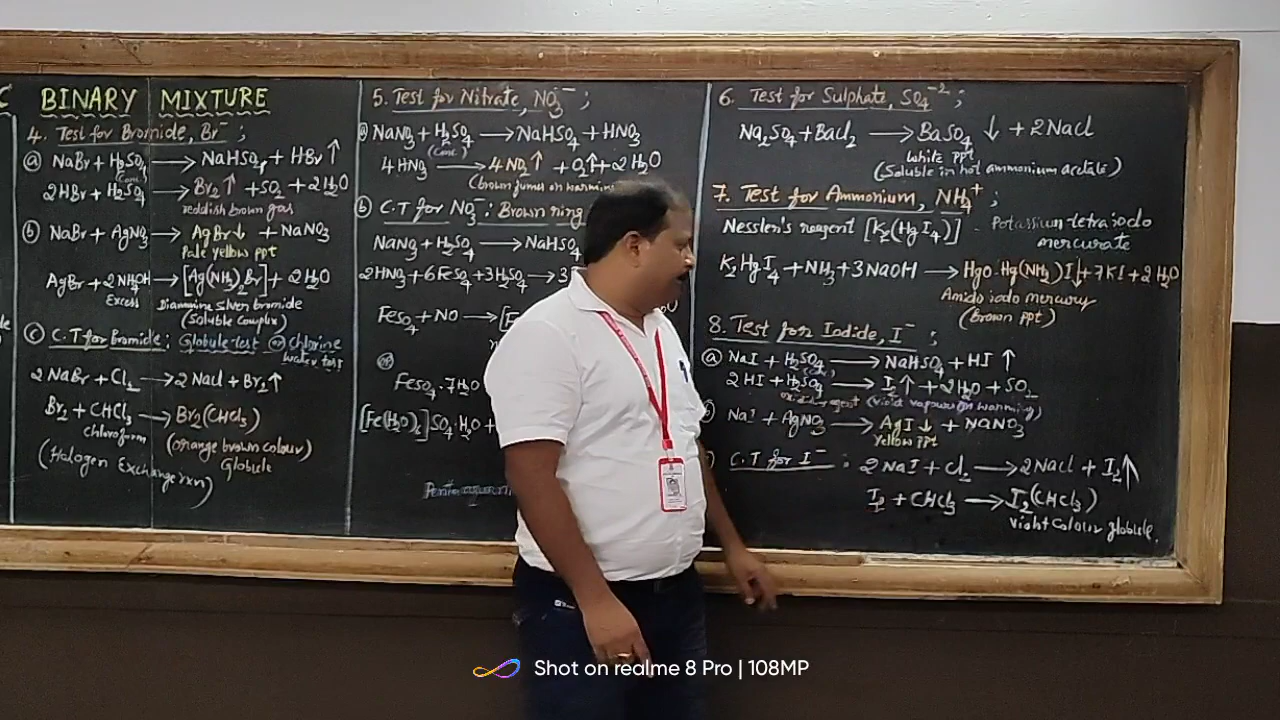 C BINARY MIXTURE
4. Test for Bromide, Br⁻ ;
ⓐ NaBr + H₂SO₄ ⟶ NaHSO₄ + HBr ↑
(conc.)
2HBr + H₂SO₄ ⟶ Br₂ ↑ + SO₂ + 2H₂O
reddish brown gas
ⓑ NaBr + AgNO₃ ⟶ AgBr ↓ + NaNO₃
Pale yellow ppt
AgBr + 2NH₄OH ⟶ [Ag(NH₃)₂Br] + 2H₂O
Excess Diammine silver bromide
(Soluble complex)
ⓒ C.T for bromide: Globule test or chlorine
water test
2NaBr + Cl₂ ⟶ 2NaCl + Br₂ ↑
Br₂ + CHCl₃ ⟶ Br₂(CHCl₃)
Chloroform (orange brown colour)
Globule
(Halogen Exchange rxn)
5. Test for Nitrate, NO₃⁻ ;
ⓐ NaNO₃ + H₂SO₄ ⟶ NaHSO₄ + HNO₃
(conc.)
4HNO₃ ⟶ 4NO₂ ↑ + O₂ ↑ + 2H₂O
(brown fumes on warming
ⓑ C.T for NO₃⁻ : Brown ring
NaNO₃ + H₂SO₄ ⟶ NaHSO₄
2HNO₃ + 6FeSO₄ + 3H₂SO₄ ⟶ 3
FeSO₄ + NO ⟶ [F
or
FeSO₄·7H₂O
[Fe(H₂O)₆]SO₄·H₂O +
6. Test for Sulphate, SO₄⁻² ;
Na₂SO₄ + BaCl₂ ⟶ BaSO₄ ↓ + 2NaCl
White ppt
(Soluble in hot ammonium acetate)
7. Test for Ammonium, NH₄⁺ ;
Nessler's reagent [K₂(HgI₄)] - Potassium tetraiodo
mercurate
K₂HgI₄ + NH₃ + 3NaOH ⟶ HgO·Hg(NH₂)I ↓ + 7KI + 2H₂O
Amido iodo mercury
(Brown ppt)
8. Test for Iodide, I⁻ ;
ⓐ NaI + H₂SO₄ ⟶ NaHSO₄ + HI ↑
(conc.)
2HI + H₂SO₄ ⟶ I₂ ↑ + 2H₂O + SO₂
(violet vapours on warming)
NaI + AgNO₃ ⟶ AgI ↓ + NaNO₃
Yellow ppt
C.T for I⁻ : 2NaI + Cl₂ ⟶ 2NaCl + I₂ ↑
I₂ + CHCl₃ ⟶ I₂(CHCl₃)
violet colour globule.
Shot on realme 8 Pro | 108MP